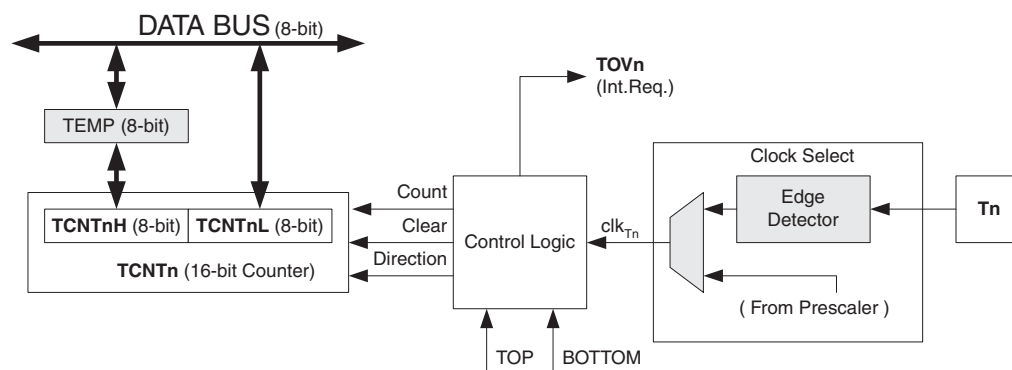 DATA BUS (8-bit)
TOVn
(Int.Req.)
TEMP (8-bit)
Clock Select
Count
Edge
Detector
Tn
TCNTnH (8-bit) TCNTnL (8-bit)
Clear
Control Logic
clkTn
TCNTn (16-bit Counter)
Direction
( From Prescaler )
TOP
BOTTOM